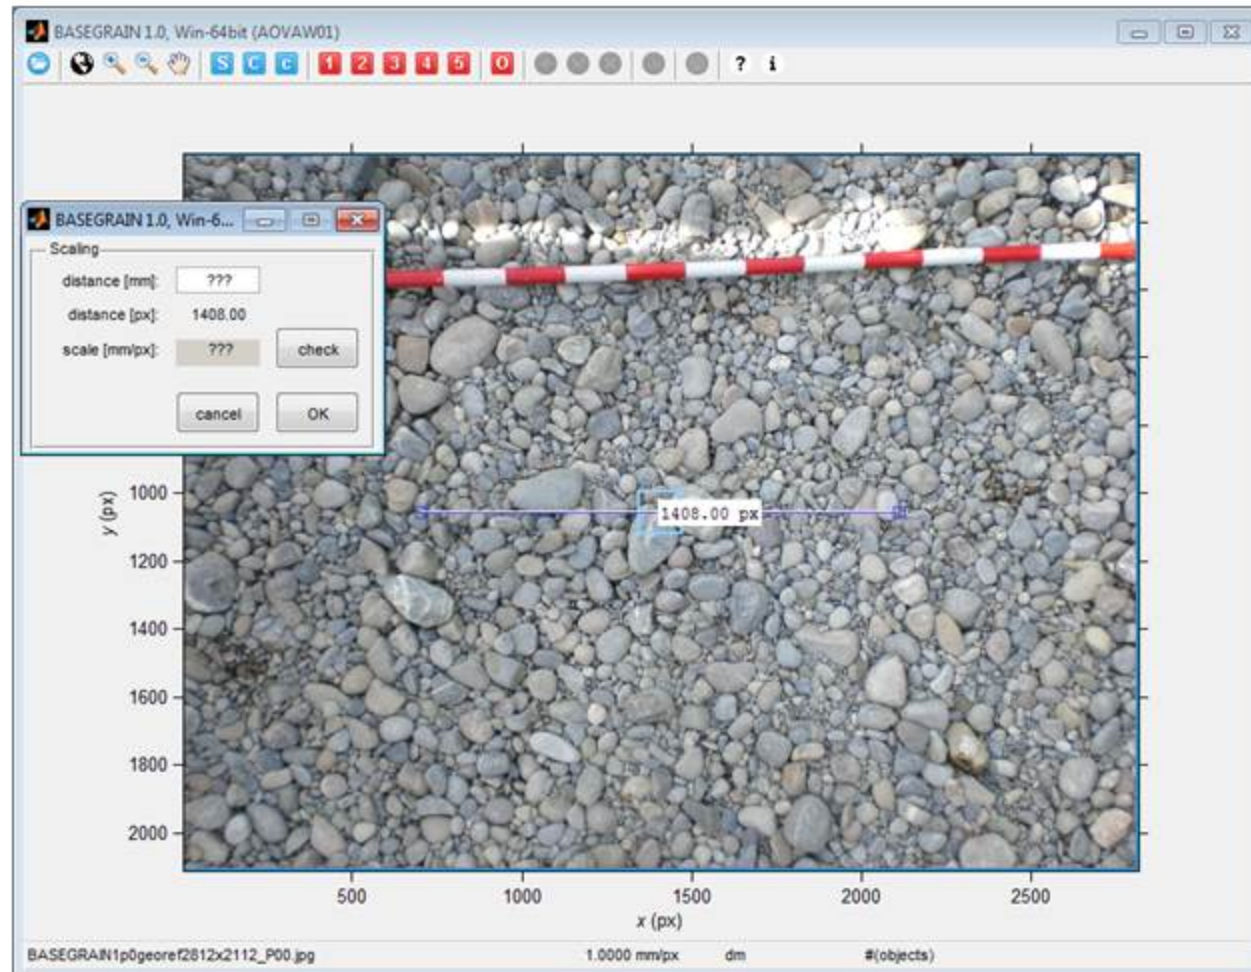 BASEGRAIN 1.0, Win-64bit (AOVAW01)
S C c 1 2 3 4 5 O ? i
BASEGRAIN 1.0, Win-6...
Scaling
distance [mm]: ???
distance [px]: 1408.00
scale [mm/px]: ??? check
cancel OK
1408.00 px
y (px)
1000
1200
1400
1600
1800
2000
500 1000 1500 2000 2500
x (px)
BASEGRAIN1p0georef2812x2112_P00.jpg 1.0000 mm/px dm #(objects)